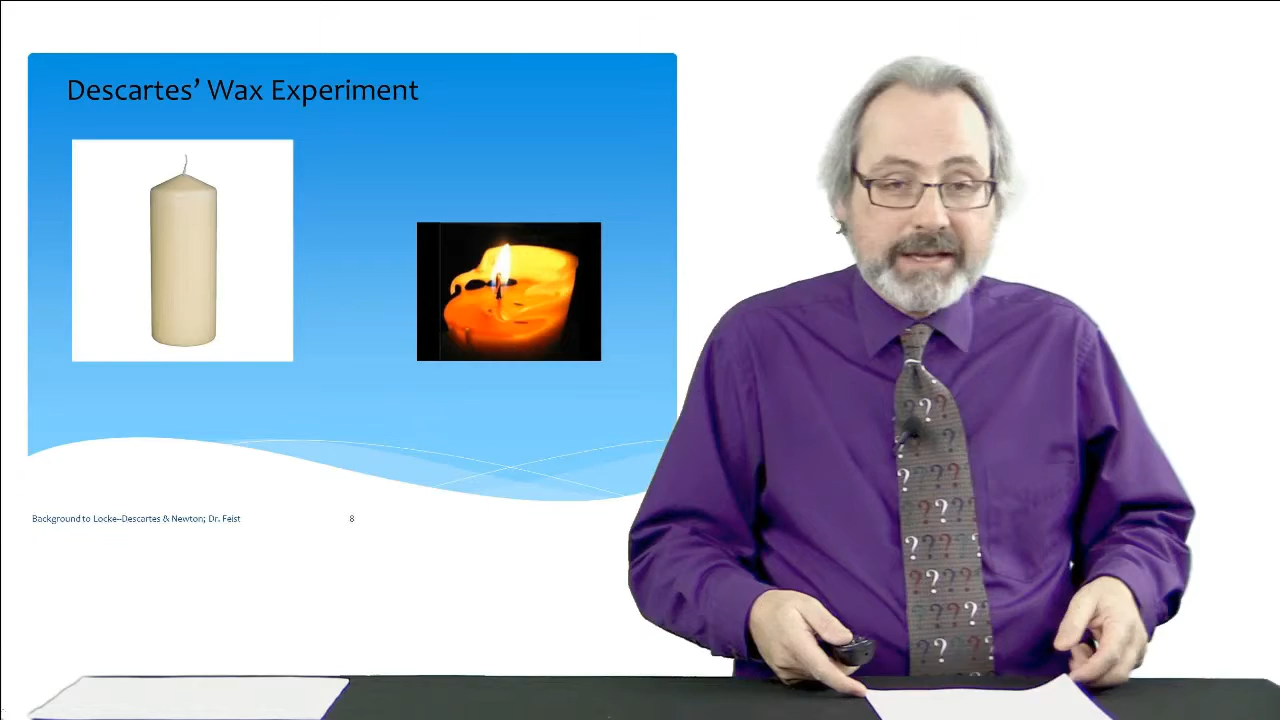 Descartes’ Wax Experiment
Background to Locke--Descartes & Newton; Dr. Feist
8